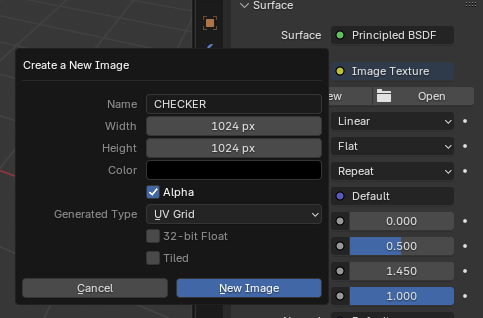 Surface
Surface Principled BSDF
Create a New Image
Image Texture
Name CHECKER
Open
Width 1024 px
Linear
Height 1024 px
Flat
Color
Repeat
Alpha
Default
Generated Type UV Grid
0.000
32-bit Float
0.500
Tiled
1.450
Cancel New Image
1.000